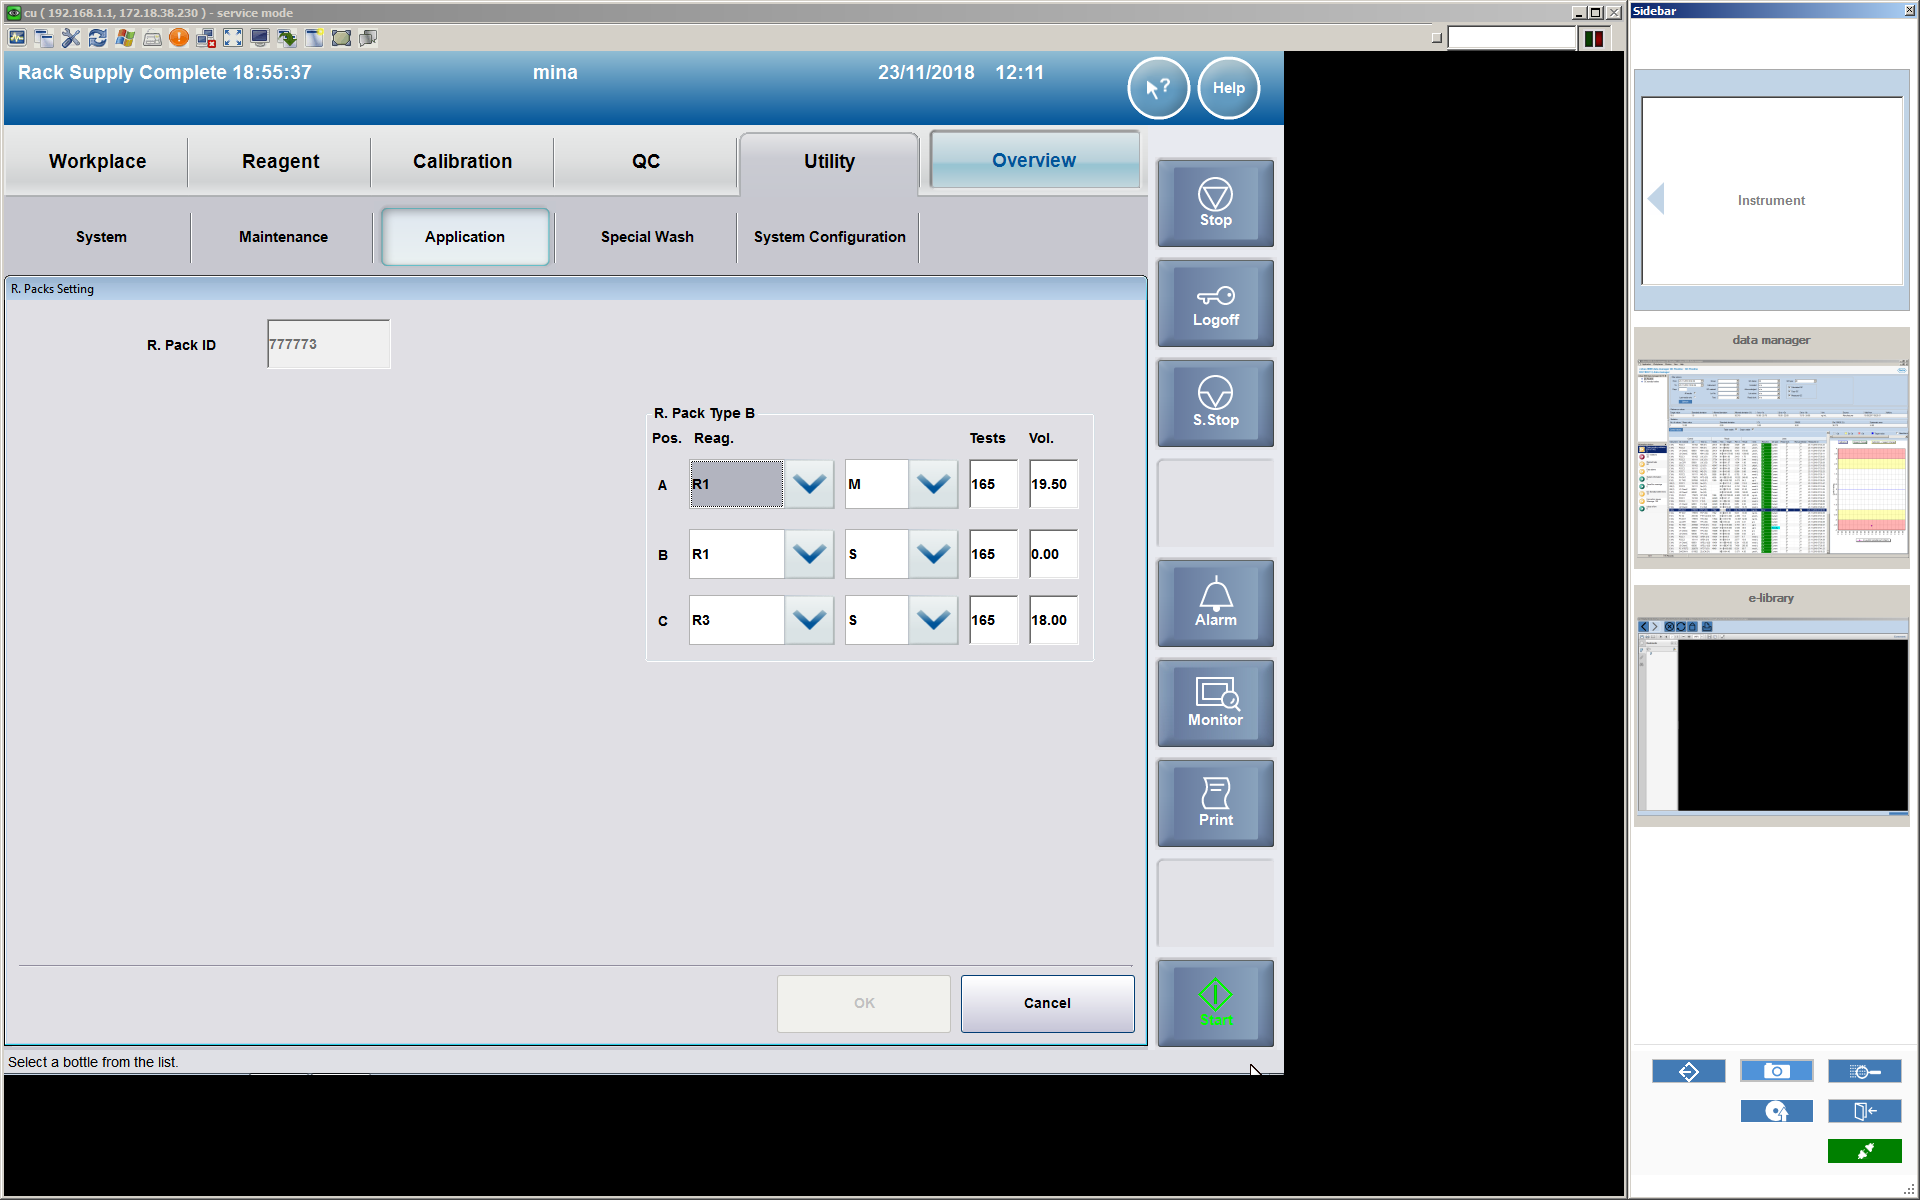 cu ( 192.168.1.1, 172.18.38.230 ) - service mode
Sidebar
Rack Supply Complete 18:55:37 mina 23/11/2018 12:11
? Help
Workplace Reagent Calibration QC Utility Overview
System Maintenance Application Special Wash System Configuration
R. Packs Setting
R. Pack ID 777773
R. Pack Type B
Pos. Reag. Tests Vol.
A R1 M 165 19.50
B R1 S 165 0.00
C R3 S 165 18.00
OK Cancel
Select a bottle from the list.
Stop
Logoff
S.Stop
Alarm
Monitor
Print
Start
Instrument
data manager
e-library